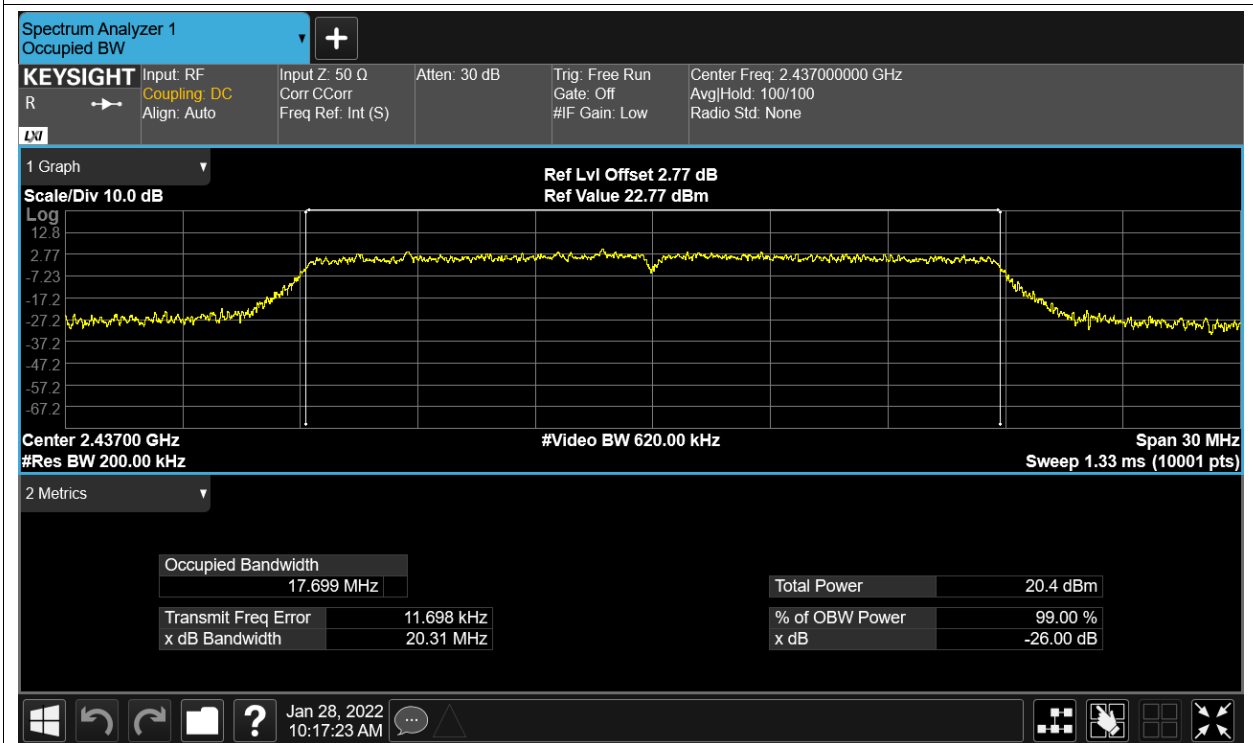 Spectrum Analyzer 1
Occupied BW
KEYSIGHT Input: RF Input Z: 50 Ω Atten: 30 dB Trig: Free Run Center Freq: 2.437000000 GHz
R Coupling: DC Corr CCorr Gate: Off Avg|Hold: 100/100
Align: Auto Freq Ref: Int (S) #IF Gain: Low Radio Std: None
LXI
1 Graph
Ref Lvl Offset 2.77 dB
Scale/Div 10.0 dB Ref Value 22.77 dBm
Log
12.8
2.77
-7.23
-17.2
-27.2
-37.2
-47.2
-57.2
-67.2
Center 2.43700 GHz #Video BW 620.00 kHz Span 30 MHz
#Res BW 200.00 kHz Sweep 1.33 ms (10001 pts)
2 Metrics
Occupied Bandwidth
17.699 MHz Total Power 20.4 dBm
Transmit Freq Error 11.698 kHz % of OBW Power 99.00 %
x dB Bandwidth 20.31 MHz x dB -26.00 dB
? Jan 28, 2022
10:17:23 AM